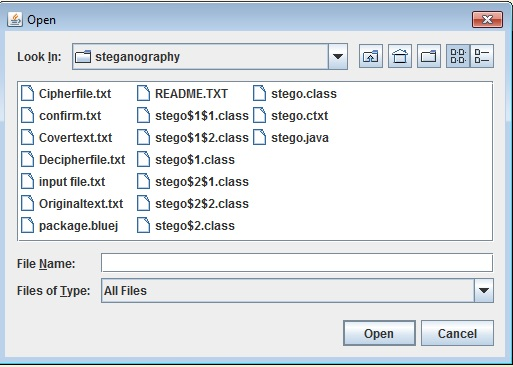 Open
Look In: steganography
Cipherfile.txt README.TXT stego.class
confirm.txt stego$1$1.class stego.ctxt
Covertext.txt stego$1$2.class stego.java
Decipherfile.txt stego$1.class
input file.txt stego$2$1.class
Originaltext.txt stego$2$2.class
package.bluej stego$2.class
File Name:
Files of Type: All Files
Open Cancel